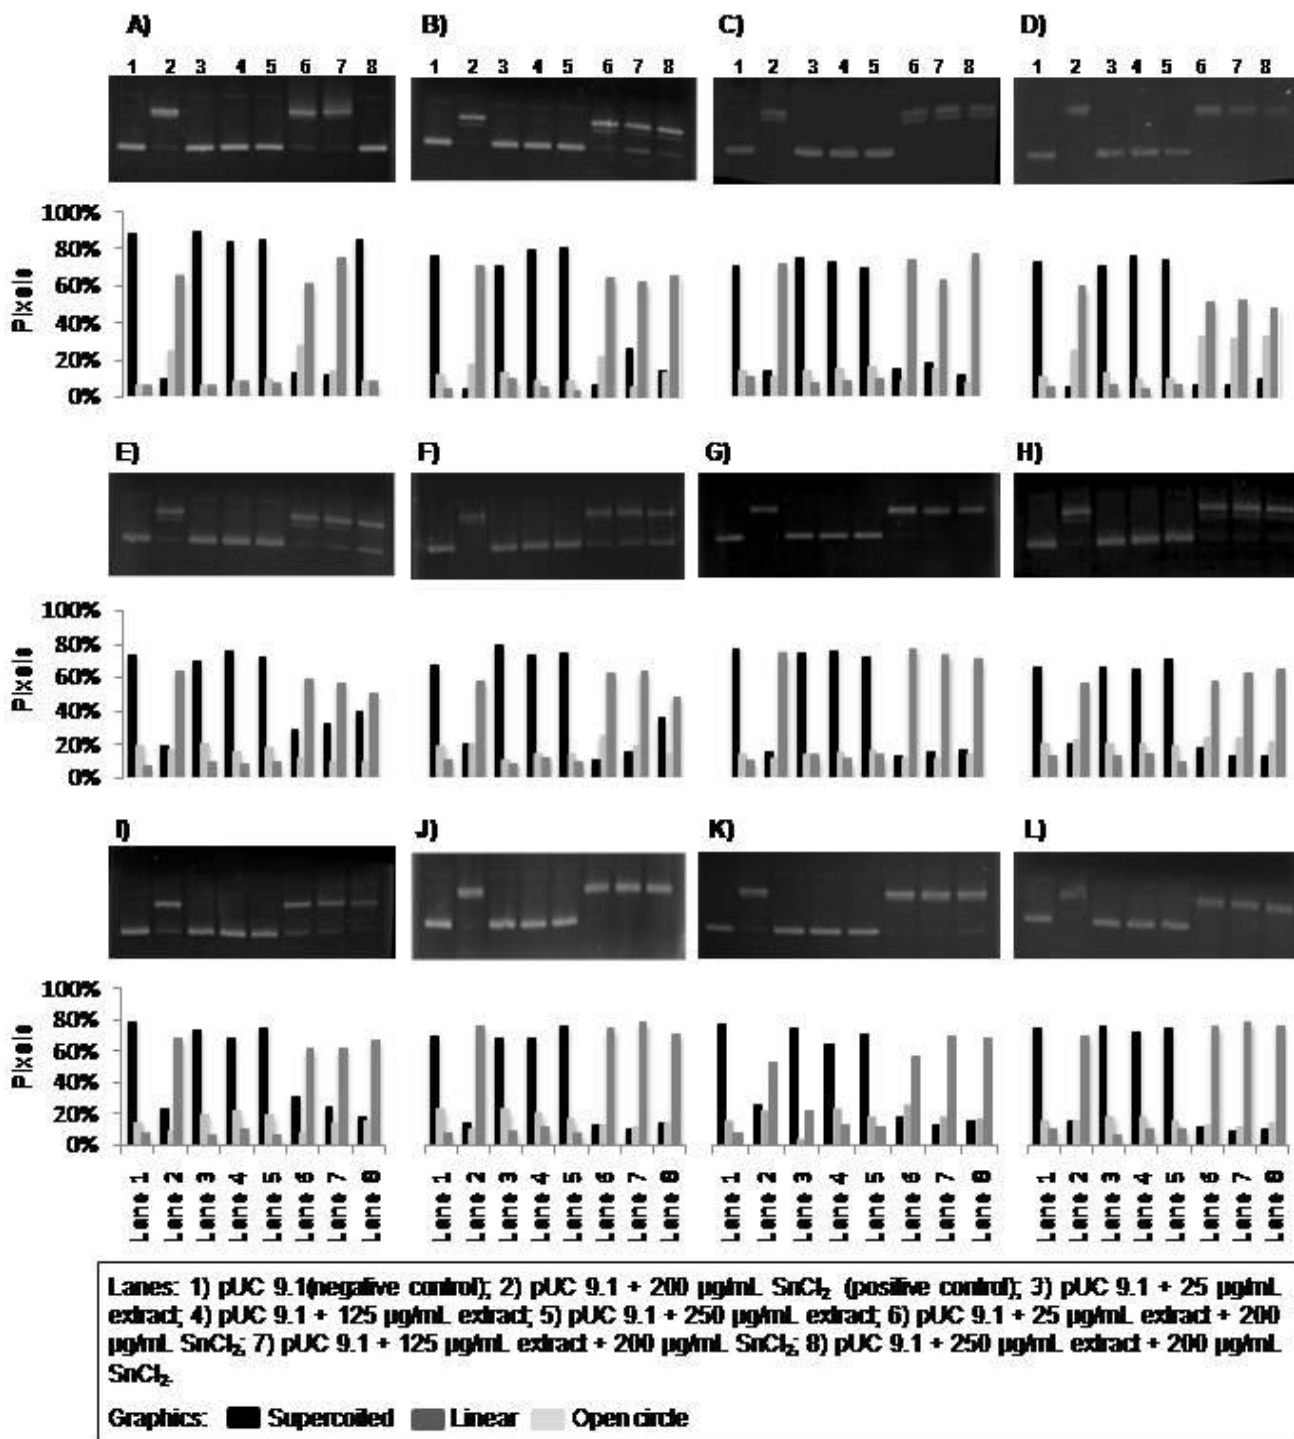 A) B) C) D)
1 2 3 4 5 6 7 8 1 2 3 4 5 6 7 8 1 2 3 4 5 6 7 8 1 2 3 4 5 6 7 8
100%
80%
60%
40%
20%
0%
Pixels
E) F) G) H)
100%
80%
60%
40%
20%
0%
Pixels
I) J) K) L)
100%
80%
60%
40%
20%
0%
Pixels
Lane 1 Lane 2 Lane 3 Lane 4 Lane 5 Lane 6 Lane 7 Lane 8 Lane 1 Lane 2 Lane 3 Lane 4 Lane 5 Lane 6 Lane 7 Lane 8 Lane 1 Lane 2 Lane 3 Lane 4 Lane 5 Lane 6 Lane 7 Lane 8 Lane 1 Lane 2 Lane 3 Lane 4 Lane 5 Lane 6 Lane 7 Lane 8
Lanes: 1) pUC 9.1(negative control); 2) pUC 9.1 + 200 µg/mL SnCl₂ (positive control); 3) pUC 9.1 + 25 µg/mL
extract; 4) pUC 9.1 + 125 µg/mL extract; 5) pUC 9.1 + 250 µg/mL extract; 6) pUC 9.1 + 25 µg/mL extract + 200
µg/mL SnCl₂; 7) pUC 9.1 + 125 µg/mL extract + 200 µg/mL SnCl₂; 8) pUC 9.1 + 250 µg/mL extract + 200 µg/mL
SnCl₂.
Graphics: Supercoiled Linear Open circle